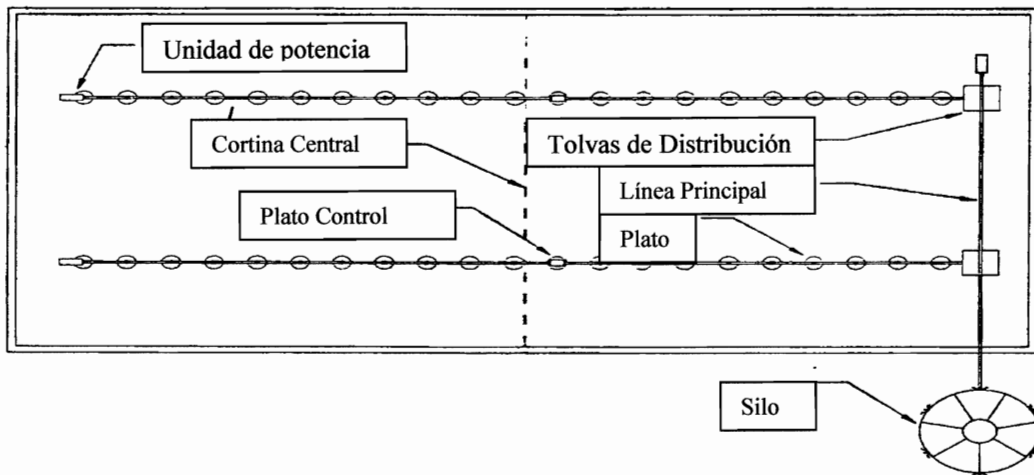 Unidad de potencia
Cortina Central
Tolvas de Distribución
Línea Principal
Plato Control
Plato
Silo